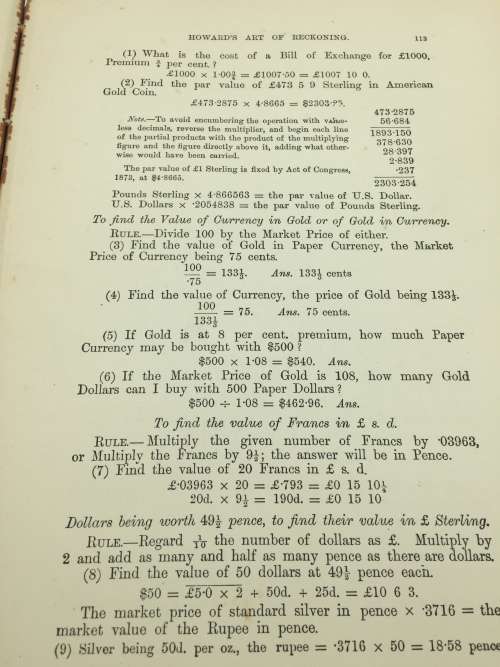 HOWARD'S ART OF RECKONING. 113
(1) What is the cost of a Bill of Exchange for £1000,
Premium ¾ per cent.?
£1000 × 1·00¾ = £1007·50 = £1007 10 0.
(2) Find the par value of £473 5 9 Sterling in American
Gold Coin.
£473·2875 × 4·8665 = $2303·25.
Note.—To avoid encumbering the operation with value-
less decimals, reverse the multiplier, and begin each line
of the partial products with the product of the multiplying
figure and the figure directly above it, adding what other-
wise would have been carried.
The par value of £1 Sterling is fixed by Act of Congress,
1873, at $4·8665.
473·2875
56·684
1893·150
378·630
28·397
2·839
·237
2303·254
Pounds Sterling × 4·866563 = the par value of U.S. Dollar.
U.S. Dollars × ·2054838 = the par value of Pounds Sterling.
To find the Value of Currency in Gold or of Gold in Currency.
RULE.—Divide 100 by the Market Price of either.
(3) Find the value of Gold in Paper Currency, the Market
Price of Currency being 75 cents.
100
·75 = 133⅓. Ans. 133⅓ cents
(4) Find the value of Currency, the price of Gold being 133⅓.
100
133⅓ = 75. Ans. 75 cents.
(5) If Gold is at 8 per cent. premium, how much Paper
Currency may be bought with $500?
$500 × 1·08 = $540. Ans.
(6) If the Market Price of Gold is 108, how many Gold
Dollars can I buy with 500 Paper Dollars?
$500 ÷ 1·08 = $462·96. Ans.
To find the value of Francs in £ s. d.
RULE.— Multiply the given number of Francs by ·03963,
or Multiply the Francs by 9½; the answer will be in Pence.
(7) Find the value of 20 Francs in £ s. d.
£·03963 × 20 = £·793 = £0 15 10¼
20d. × 9½ = 190d. = £0 15 10
Dollars being worth 49½ pence, to find their value in £ Sterling.
RULE.—Regard 1/10 the number of dollars as £. Multiply by
2 and add as many and half as many pence as there are dollars.
(8) Find the value of 50 dollars at 49½ pence each.
$50 = £5·0 × 2 + 50d. + 25d. = £10 6 3.
The market price of standard silver in pence × ·3716 = the
market value of the Rupee in pence.
(9) Silver being 50d. per oz., the rupee = ·3716 × 50 = 18·58 pence